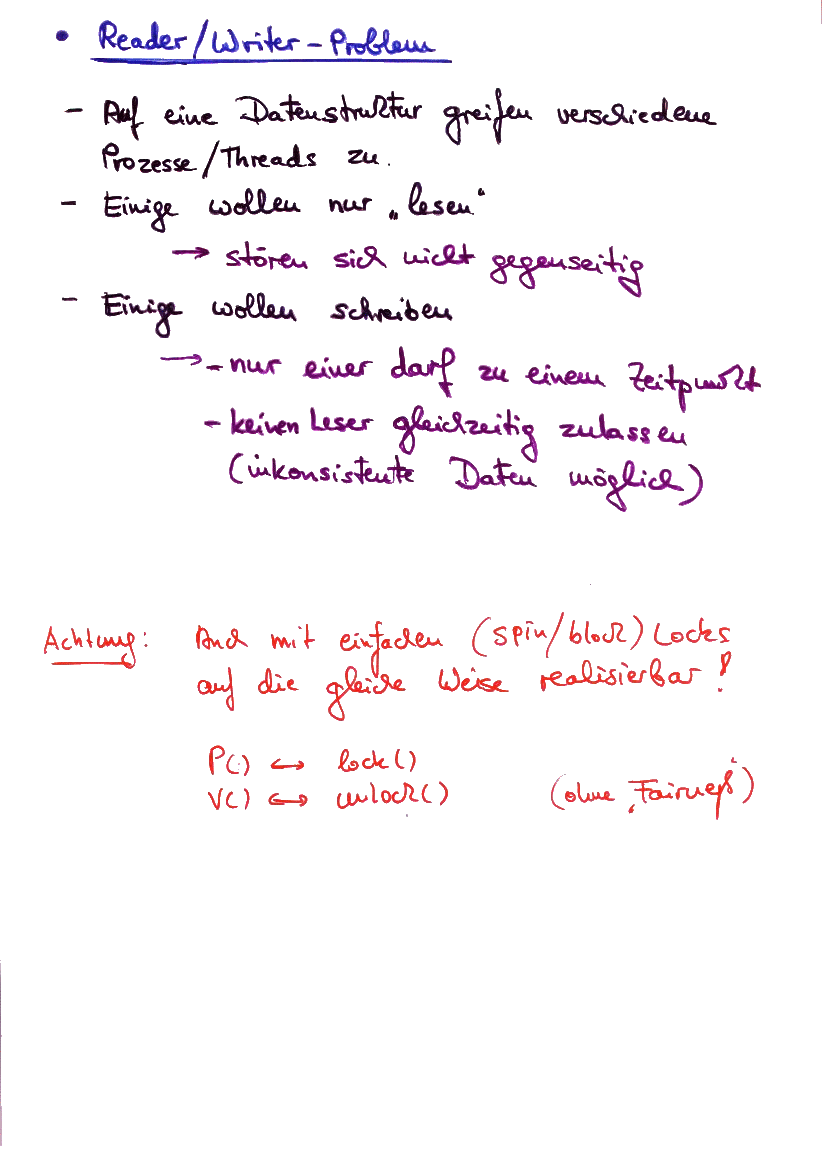 • Reader/Writer-Problem
- Auf eine Datenstruktur greifen verschiedene
Prozesse/Threads zu.
- Einige wollen nur „lesen“
→ stören sich nicht gegenseitig
- Einige wollen schreiben
→ - nur einer darf zu einem Zeitpunkt
- keinen Leser gleichzeitig zulassen
(inkonsistente Daten möglich)
Achtung: Auch mit einfachen (spin/block) Locks
auf die gleiche Weise realisierbar!
P() ↔ lock()
V() ↔ unlock() (ohne „Fairneß“)